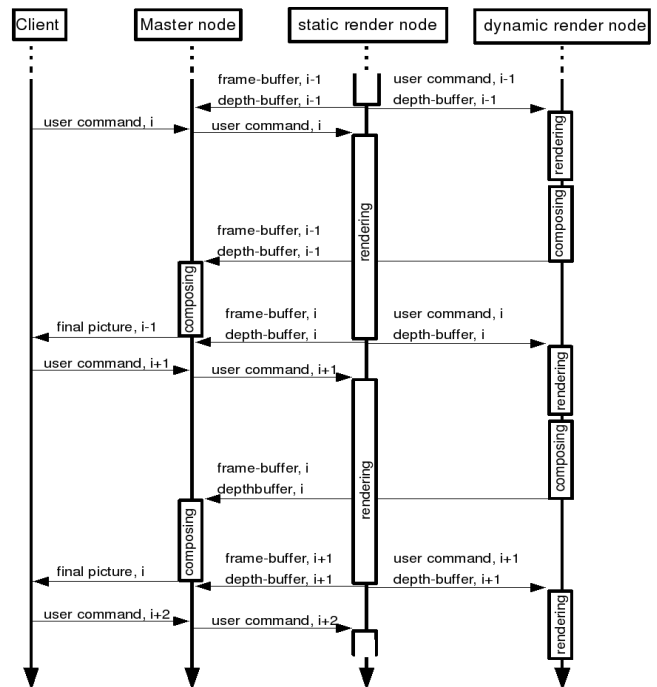 Client
Master node
static render node
dynamic render node
frame-buffer, i-1
user command, i-1
depth-buffer, i-1
depth-buffer, i-1
user command, i
user command, i
rendering
composing
frame-buffer, i-1
depth-buffer, i-1
rendering
composing
frame-buffer, i
user command, i
final picture, i-1
depth-buffer, i
depth-buffer, i
user command, i+1
user command, i+1
rendering
composing
frame-buffer, i
depthbuffer, i
rendering
composing
frame-buffer, i+1
user command, i+1
final picture, i
depth-buffer, i+1
depth-buffer, i+1
user command, i+2
user command, i+2
rendering